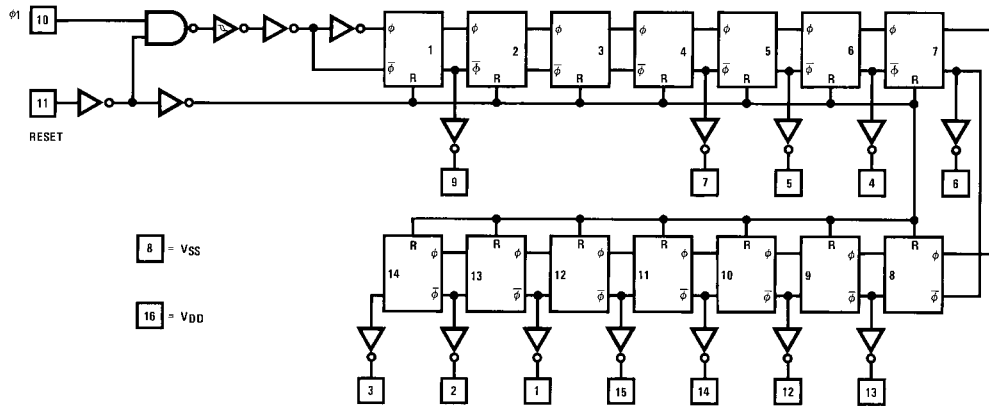 φ1 10
1 2 3 4 5 6 7
φ φ φ φ φ φ φ
φ̅ φ̅ φ̅ φ̅ φ̅ φ̅ φ̅
R R R R R R R
11
RESET
9 7 5 4 6
R R R R R R R
8 = VSS
φ φ φ φ φ φ
14 13 12 11 10 9 8
φ̅ φ̅ φ̅ φ̅ φ̅ φ̅ φ̅
16 = VDD
3 2 1 15 14 12 13